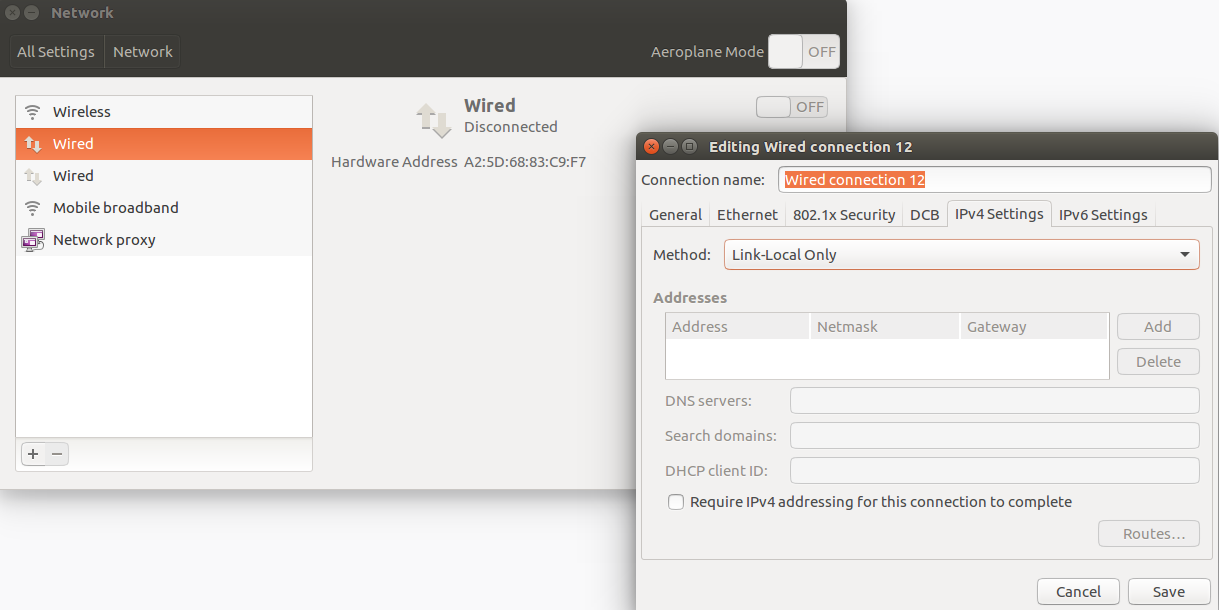 Network
All Settings
Network
Aeroplane Mode
OFF
Wireless
Wired
Wired
Mobile broadband
Network proxy
Wired
Disconnected
OFF
Hardware Address A2:5D:68:83:C9:F7
Editing Wired connection 12
Connection name: Wired connection 12
General
Ethernet
802.1x Security
DCB
IPv4 Settings
IPv6 Settings
Method: Link-Local Only
Addresses
Address
Netmask
Gateway
Add
Delete
DNS servers:
Search domains:
DHCP client ID:
Require IPv4 addressing for this connection to complete
Routes…
Cancel
Save